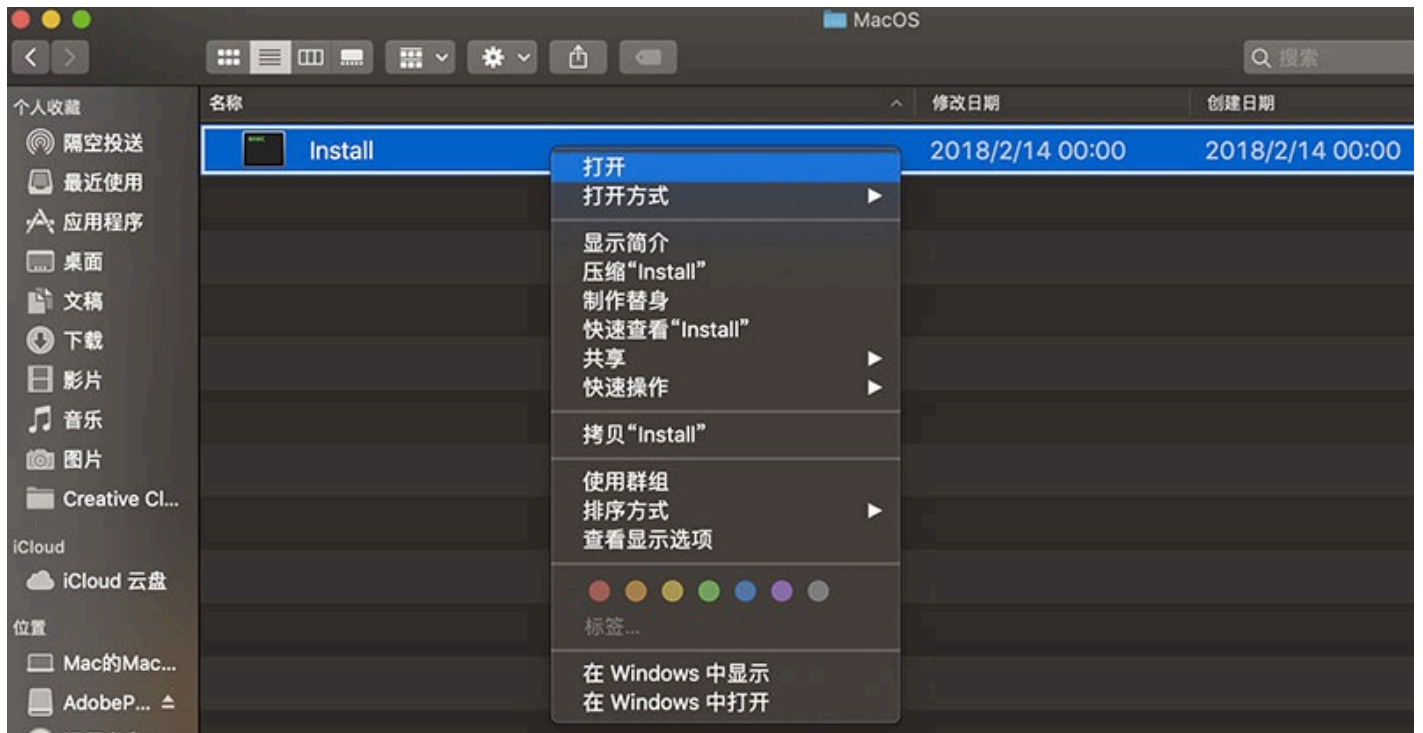 MacOS
搜索
个人收藏
隔空投送
最近使用
应用程序
桌面
文稿
下载
影片
音乐
图片
Creative Cl...
iCloud
iCloud 云盘
位置
Mac的Mac...
AdobeP...
名称
修改日期
创建日期
Install
2018/2/14 00:00
2018/2/14 00:00
打开
打开方式
显示简介
压缩“Install”
制作替身
快速查看“Install”
共享
快速操作
拷贝“Install”
使用群组
排序方式
查看显示选项
标签...
在 Windows 中显示
在 Windows 中打开